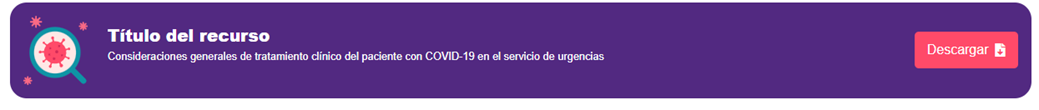 Título del recurso
Consideraciones generales de tratamiento clínico del paciente con COVID-19 en el servicio de urgencias
Descargar